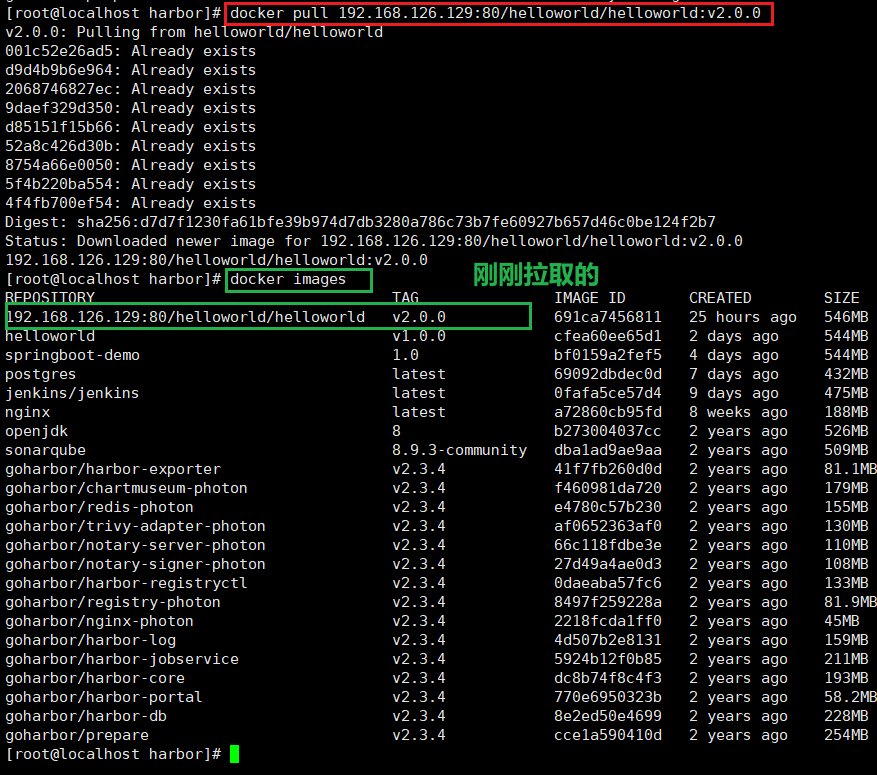 [root@localhost harbor]# docker pull 192.168.126.129:80/helloworld/helloworld:v2.0.0
v2.0.0: Pulling from helloworld/helloworld
001c52e26ad5: Already exists
d9d4b9b6e964: Already exists
2068746827ec: Already exists
9daef329d350: Already exists
d85151f15b66: Already exists
52a8c426d30b: Already exists
8754a66e0050: Already exists
5f4b220ba554: Already exists
4f4fb700ef54: Already exists
Digest: sha256:d7d7f1230fa61bfe39b974d7db3280a786c73b7fe60927b657d46c0be124f2b7
Status: Downloaded newer image for 192.168.126.129:80/helloworld/helloworld:v2.0.0
192.168.126.129:80/helloworld/helloworld:v2.0.0
[root@localhost harbor]# docker images 刚刚拉取的
REPOSITORY TAG IMAGE ID CREATED SIZE
192.168.126.129:80/helloworld/helloworld v2.0.0 691ca7456811 25 hours ago 546MB
helloworld v1.0.0 cfea60ee65d1 2 days ago 544MB
springboot-demo 1.0 bf0159a2fef5 4 days ago 544MB
postgres latest 69092dbdec0d 7 days ago 432MB
jenkins/jenkins latest 0fafa5ce57d4 9 days ago 475MB
nginx latest a72860cb95fd 8 weeks ago 188MB
openjdk 8 b273004037cc 2 years ago 526MB
sonarqube 8.9.3-community dba1ad9ae9aa 2 years ago 509MB
goharbor/harbor-exporter v2.3.4 41f7fb260d0d 2 years ago 81.1MB
goharbor/chartmuseum-photon v2.3.4 f460981da720 2 years ago 179MB
goharbor/redis-photon v2.3.4 e4780c57b230 2 years ago 155MB
goharbor/trivy-adapter-photon v2.3.4 af0652363af0 2 years ago 130MB
goharbor/notary-server-photon v2.3.4 66c118fdbe3e 2 years ago 110MB
goharbor/notary-signer-photon v2.3.4 27d49a4ae0d3 2 years ago 108MB
goharbor/harbor-registryctl v2.3.4 0daeaba57fc6 2 years ago 133MB
goharbor/registry-photon v2.3.4 8497f259228a 2 years ago 81.9MB
goharbor/nginx-photon v2.3.4 2218fcda1ff0 2 years ago 45MB
goharbor/harbor-log v2.3.4 4d507b2e8131 2 years ago 159MB
goharbor/harbor-jobservice v2.3.4 5924b12f0b85 2 years ago 211MB
goharbor/harbor-core v2.3.4 dc8b74f8c4f3 2 years ago 193MB
goharbor/harbor-portal v2.3.4 770e6950323b 2 years ago 58.2MB
goharbor/harbor-db v2.3.4 8e2ed50e4699 2 years ago 228MB
goharbor/prepare v2.3.4 cce1a590410d 2 years ago 254MB
[root@localhost harbor]#